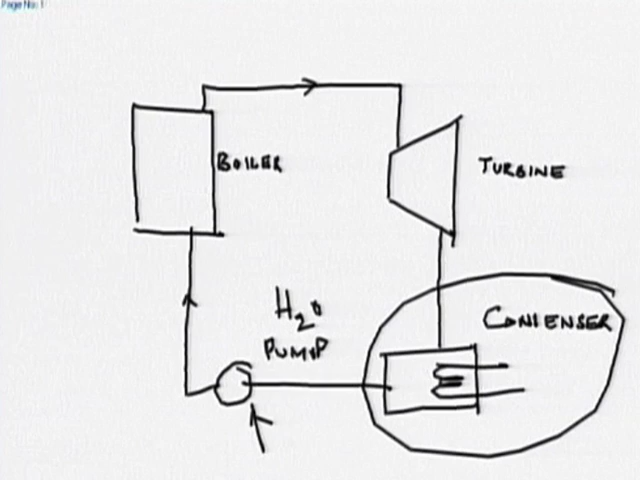 Page No: 1
BOILER
TURBINE
H2O
PUMP
CONDENSER